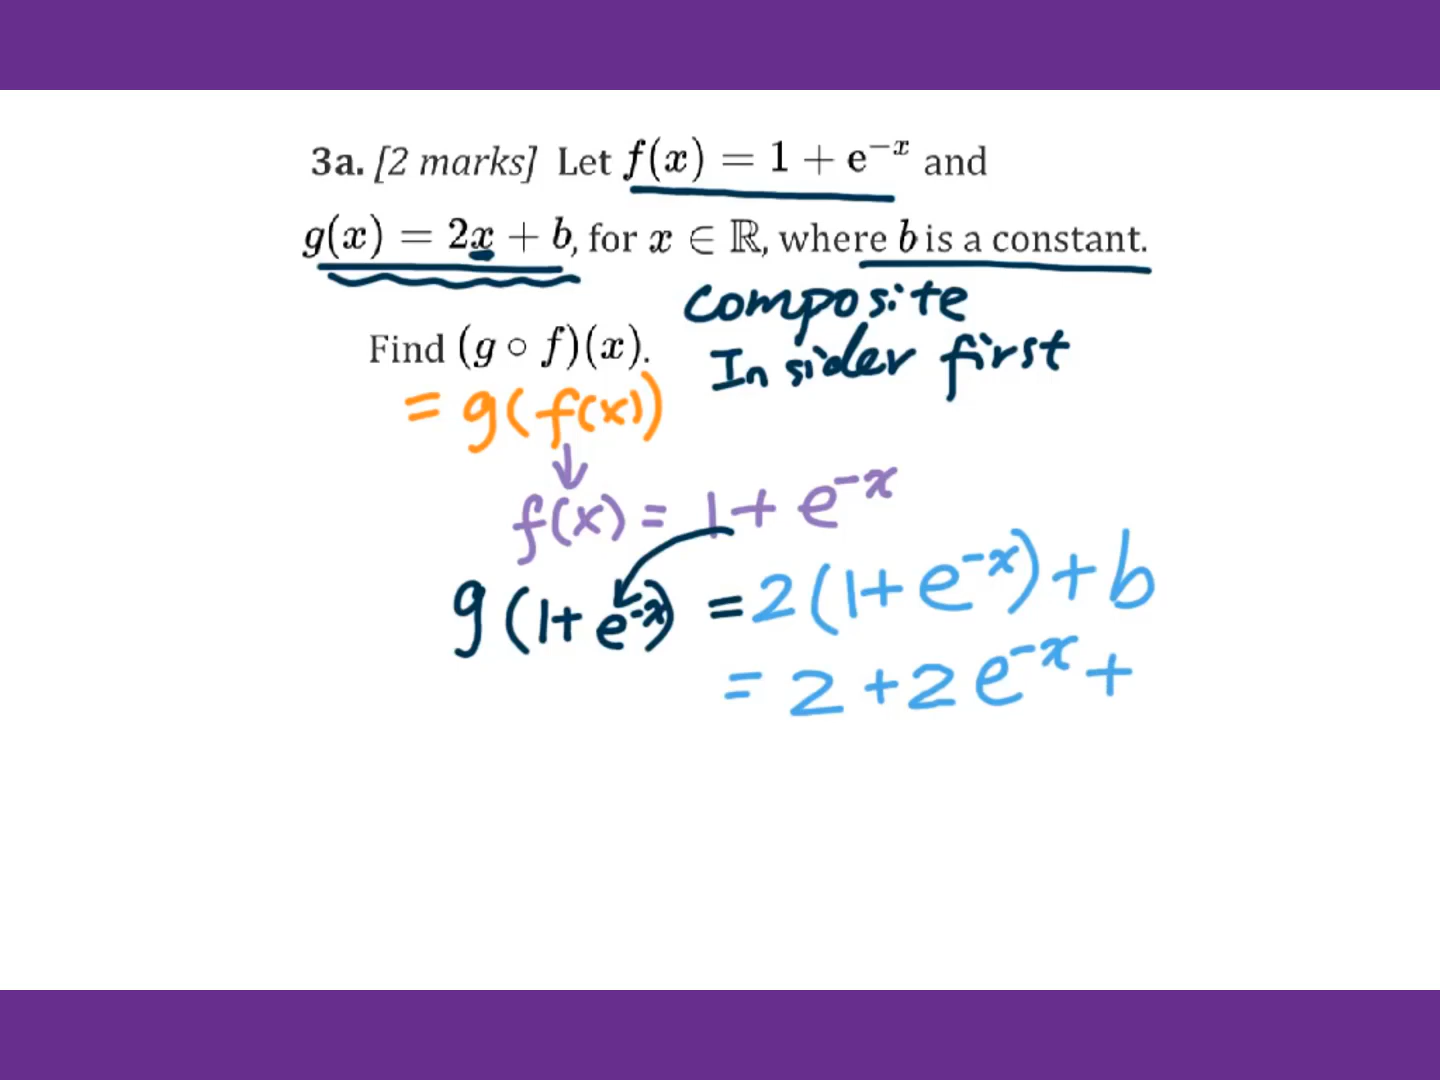 3a. [2 marks] Let f(x) = 1 + e^{-x} and
g(x) = 2x + b, for x ∈ ℝ, where b is a constant.
Composite
Find (g ∘ f)(x).
Insider first
= g(f(x))
f(x) = 1 + e^{-x}
g(1 + e^{-x}) = 2(1 + e^{-x}) + b
= 2 + 2e^{-x} +